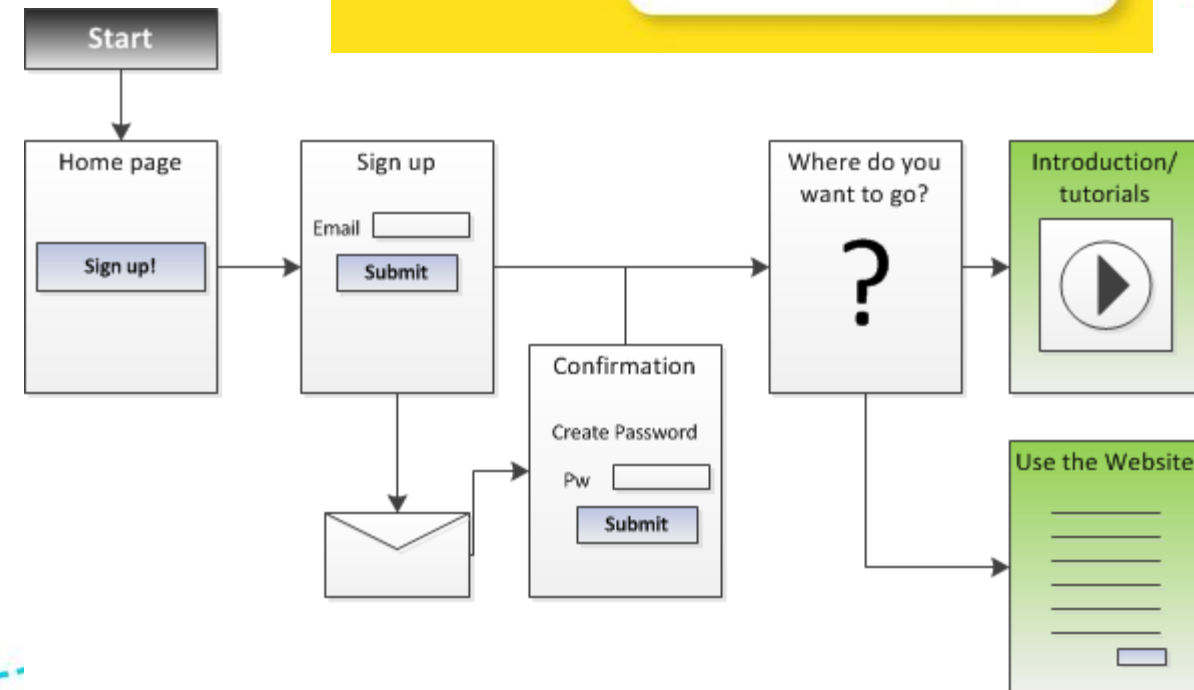 Start
Home page
Sign up!
Sign up
Email
Submit
Confirmation
Create Password
Pw
Submit
Where do you
want to go?
?
Introduction/
tutorials
Use the Website